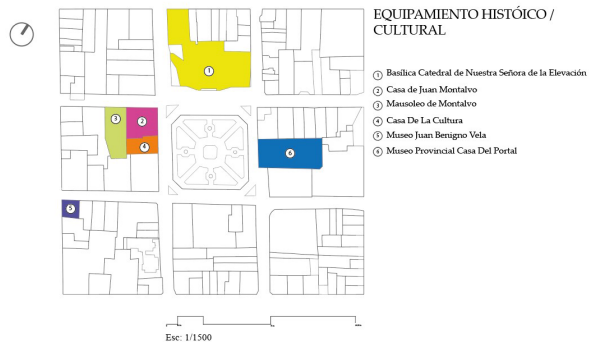 EQUIPAMIENTO HISTÓICO /
CULTURAL
1 Basílica Catedral de Nuestra Señora de la Elevación
2 Casa de Juan Montalvo
3 Mausoleo de Montalvo
4 Casa De La Cultura
5 Museo Juan Benigno Vela
6 Museo Provincial Casa Del Portal
1
3
2
4
6
5
Esc: 1/1500